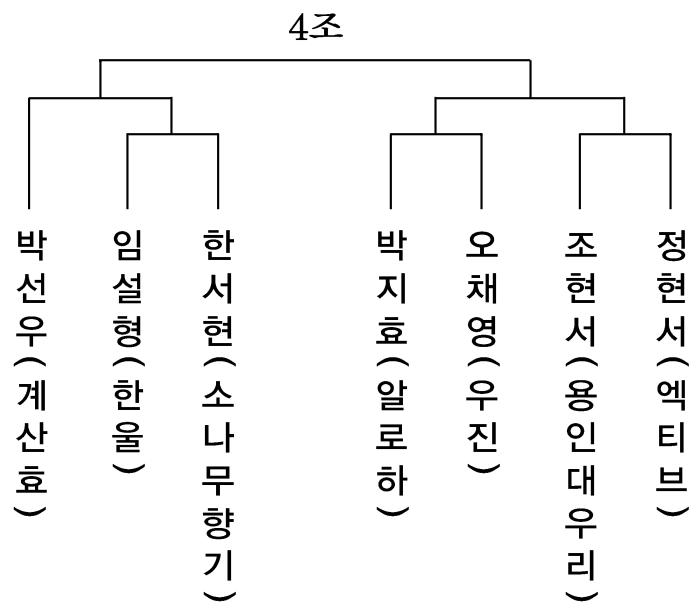 4조
박선우(계산효)
임설형(한울)
한서현(소나무향기)
박지효(알로하)
오채영(우진)
조현서(용인대우리)
정현서(엑티브)